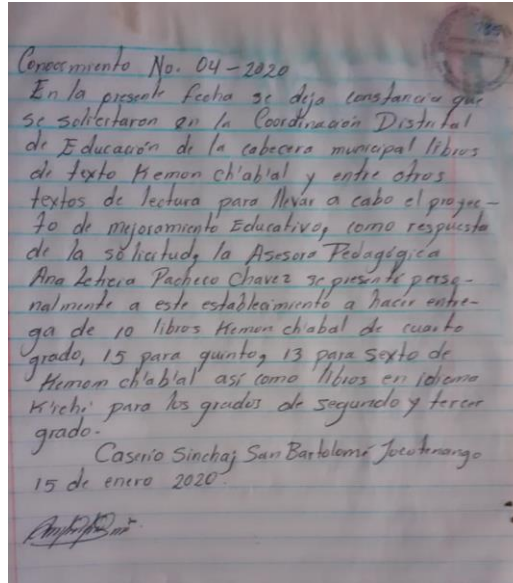 Conocimiento No. 04-2020
En la presente fecha se deja constancia que
se solicitaron en la Coordinación Distrital
de Educación de la cabecera municipal libros
de texto Kemon ch'ab'al y entre otros
textos de lectura para llevar a cabo el proyec-
to de mejoramiento Educativo, como respuesta
de la solicitud, la Asesora Pedagógica
Ana Leticia Pacheco Chavez se presentó perso-
nalmente a este establecimiento a hacer entre-
ga de 10 libros Kemon ch'abal de cuarto
grado, 15 para quinto, 13 para sexto de
Kemom ch'ab'al así como libros en idioma
K'iche' para los grados de segundo y tercer
grado.
Caserio Sinchaj San Bartolomé Jocotenango
15 de enero 2020.